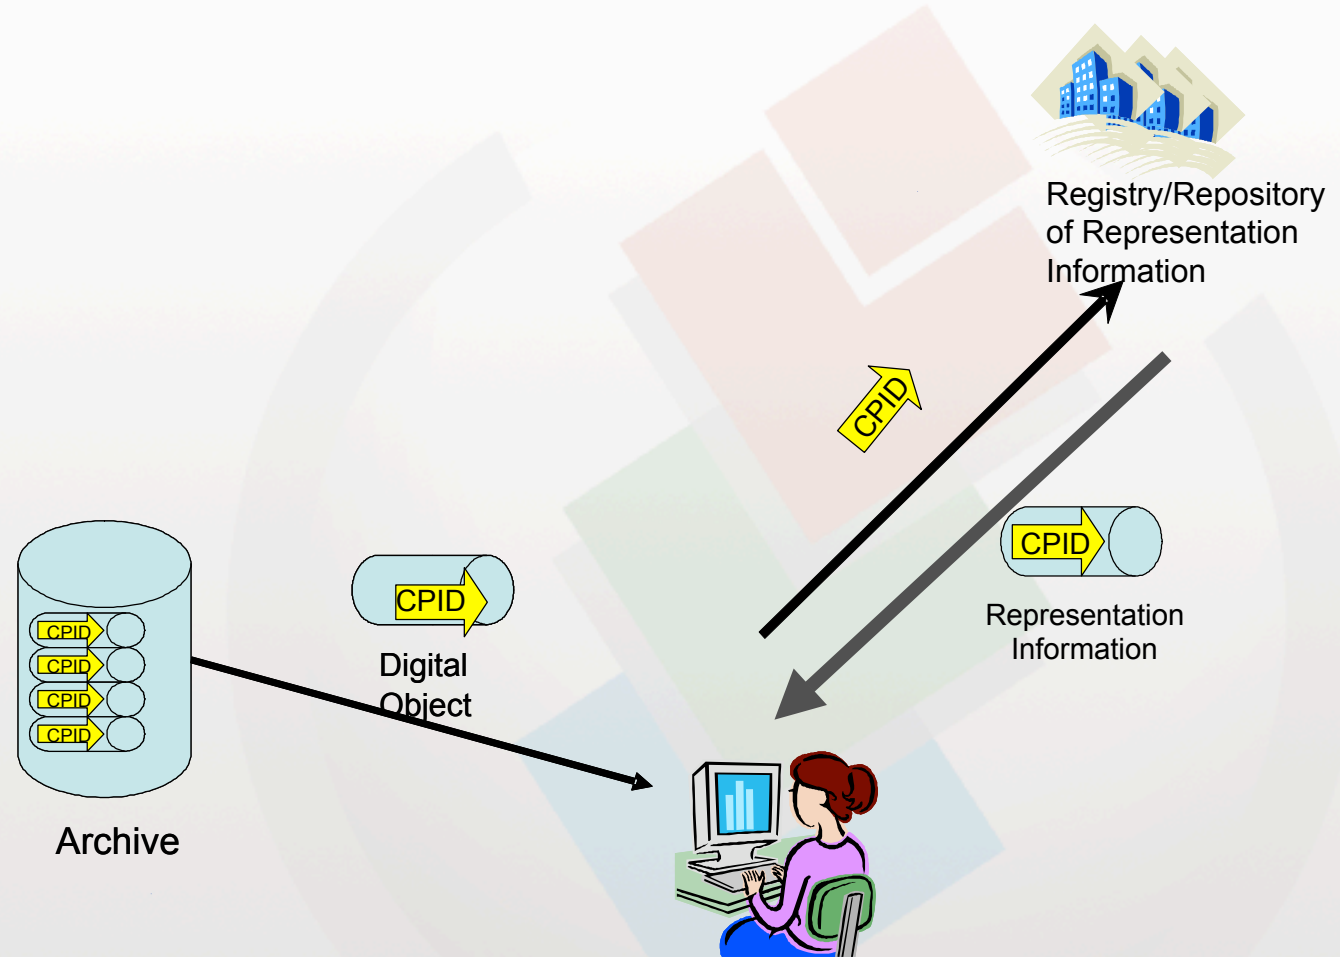 Registry/Repository
of Representation
Information
CPID
CPID
Representation
Information
CPID
Digital
Object
CPID
CPID
CPID
CPID
Archive